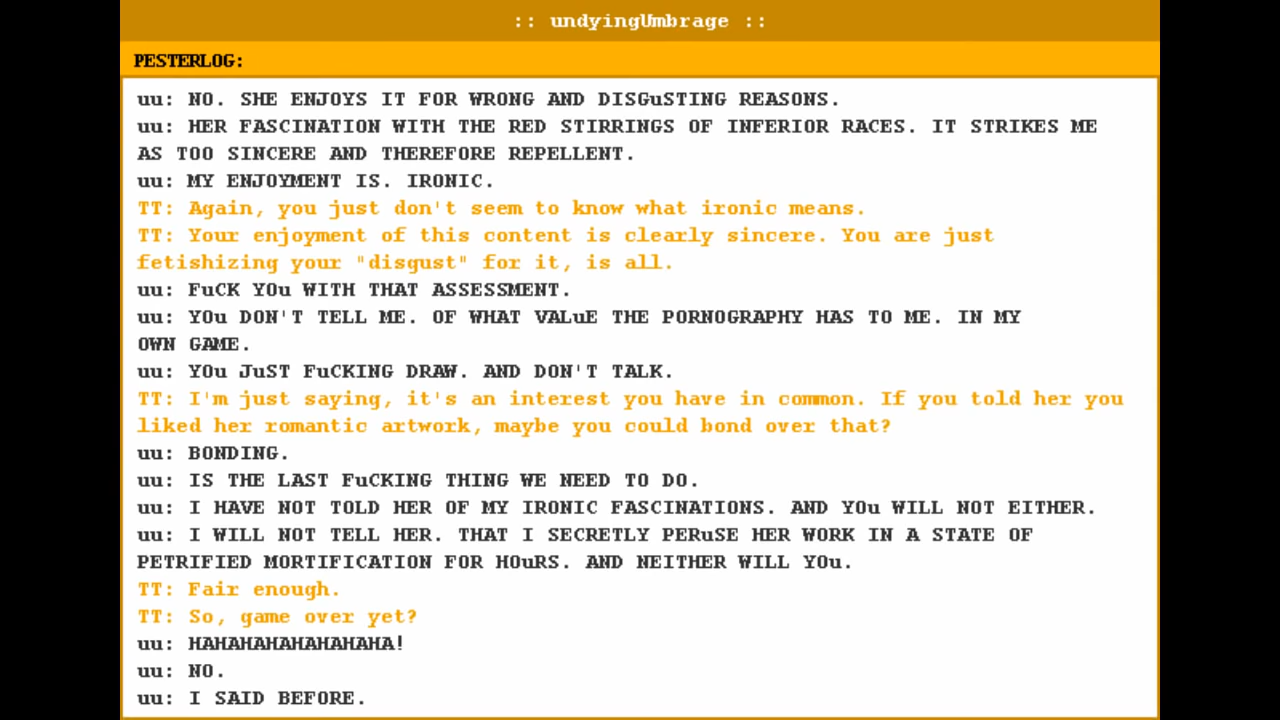 :: undyingUmbrage ::
PESTERLOG:
uu: NO. SHE ENJOYS IT FOR WRONG AND DISGuSTING REASONS.
uu: HER FASCINATION WITH THE RED STIRRINGS OF INFERIOR RACES. IT STRIKES ME
AS TOO SINCERE AND THEREFORE REPELLENT.
uu: MY ENJOYMENT IS. IRONIC.
TT: Again, you just don't seem to know what ironic means.
TT: Your enjoyment of this content is clearly sincere. You are just
fetishizing your "disgust" for it, is all.
uu: FuCK YOu WITH THAT ASSESSMENT.
uu: YOu DON'T TELL ME. OF WHAT VALuE THE PORNOGRAPHY HAS TO ME. IN MY
OWN GAME.
uu: YOu JuST FuCKING DRAW. AND DON'T TALK.
TT: I'm just saying, it's an interest you have in common. If you told her you
liked her romantic artwork, maybe you could bond over that?
uu: BONDING.
uu: IS THE LAST FuCKING THING WE NEED TO DO.
uu: I HAVE NOT TOLD HER OF MY IRONIC FASCINATIONS. AND YOu WILL NOT EITHER.
uu: I WILL NOT TELL HER. THAT I SECRETLY PERuSE HER WORK IN A STATE OF
PETRIFIED MORTIFICATION FOR HOuRS. AND NEITHER WILL YOu.
TT: Fair enough.
TT: So, game over yet?
uu: HAHAHAHAHAHAHAHA!
uu: NO.
uu: I SAID BEFORE.